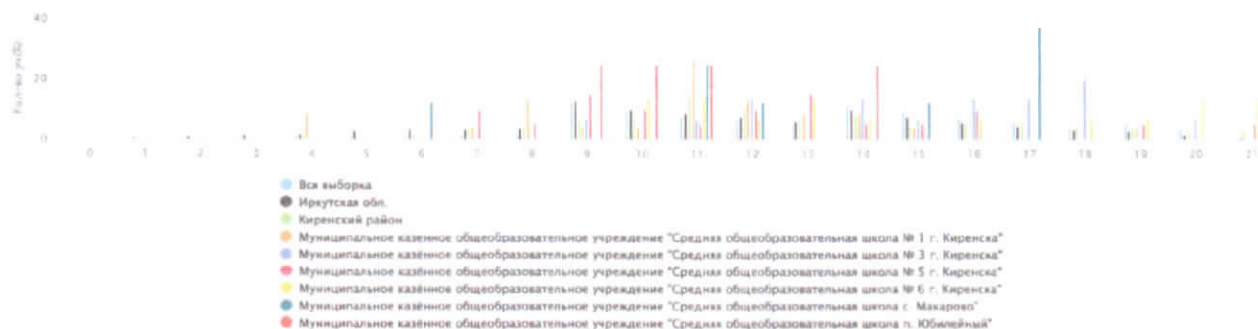 40
Кол-во уч(%)
20
0
0 1 2 3 4 5 6 7 8 9 10 11 12 13 14 15 16 17 18 19 20 21
Вся выборка
Иркутская обл.
Киренский район
Муниципальное казённое общеобразовательное учреждение "Средняя общеобразовательная школа № 1 г. Киренска"
Муниципальное казённое общеобразовательное учреждение "Средняя общеобразовательная школа № 3 г. Киренска"
Муниципальное казённое общеобразовательное учреждение "Средняя общеобразовательная школа № 5 г. Киренска"
Муниципальное казённое общеобразовательное учреждение "Средняя общеобразовательная школа № 6 г. Киренска"
Муниципальное казённое общеобразовательное учреждение "Средняя общеобразовательная школа с. Макарово"
Муниципальное казённое общеобразовательное учреждение "Средняя общеобразовательная школа п. Юбилейный"